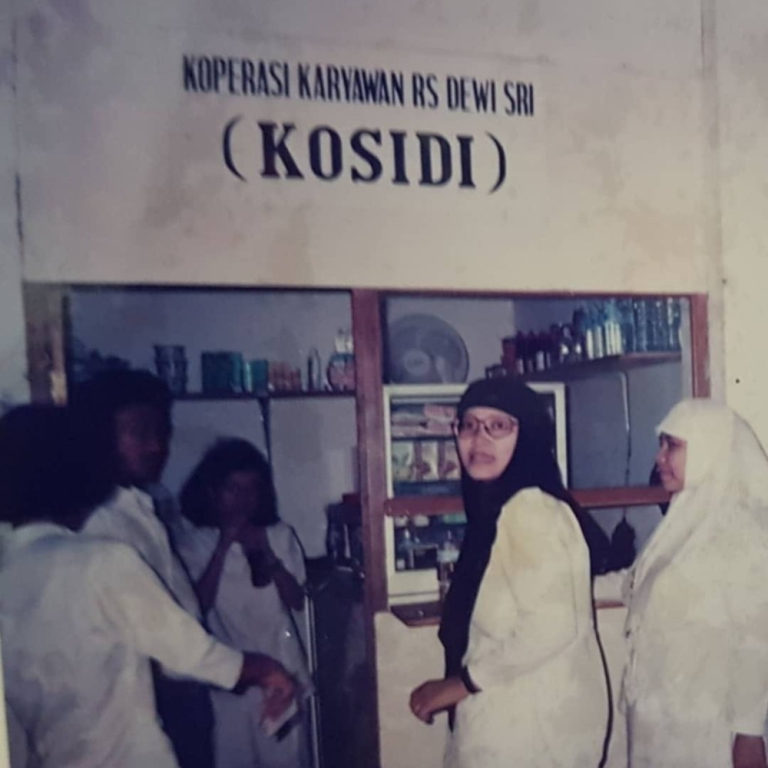 KOPERASI KARYAWAN RS DEWI SRI
(KOSIDI)